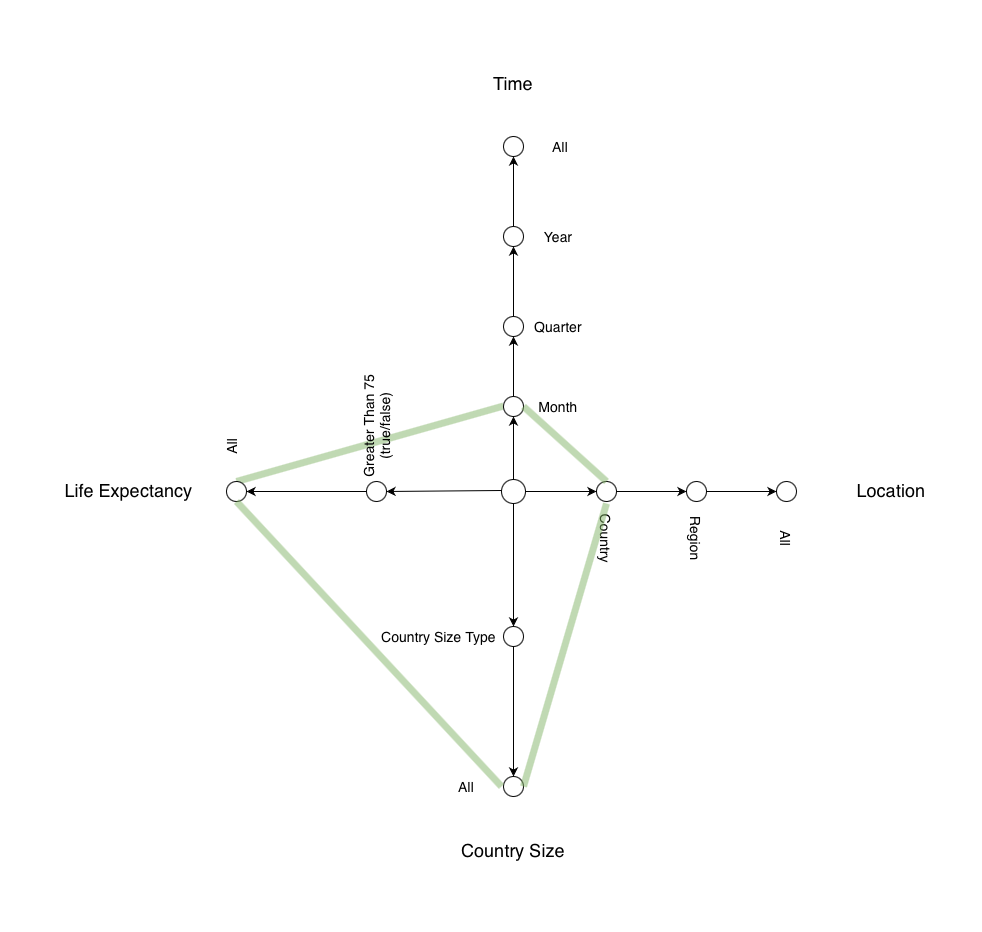 Time
All
Year
Quarter
Month
Greater Than 75
(true/false)
All
Life Expectancy
Location
Country
Region
All
Country Size Type
All
Country Size